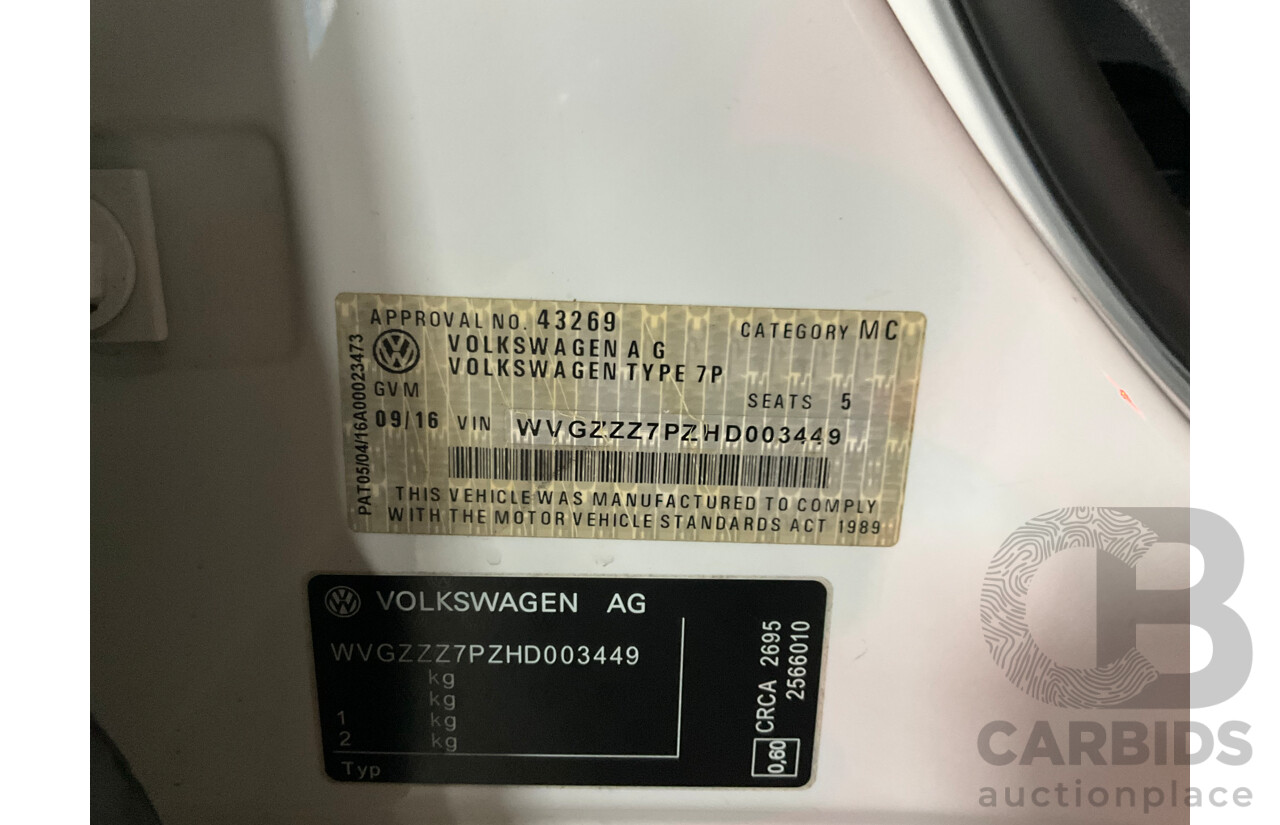 APPROVAL NO. 43269 CATEGORY MC
VOLKSWAGEN A G
VOLKSWAGEN TYPE 7P
GVM
SEATS 5
09/16 VIN WVGZZZ7PZHD003449
THIS VEHICLE WAS MANUFACTURED TO COMPLY
WITH THE MOTOR VEHICLE STANDARDS ACT 1989
PAT05/04/16A00023473
VOLKSWAGEN AG
WVGZZZ7PZHD003449
kg
kg
1 kg
2 kg
Typ
0,60 CRCA 2695
2566010
CARBIDS
auctionplace